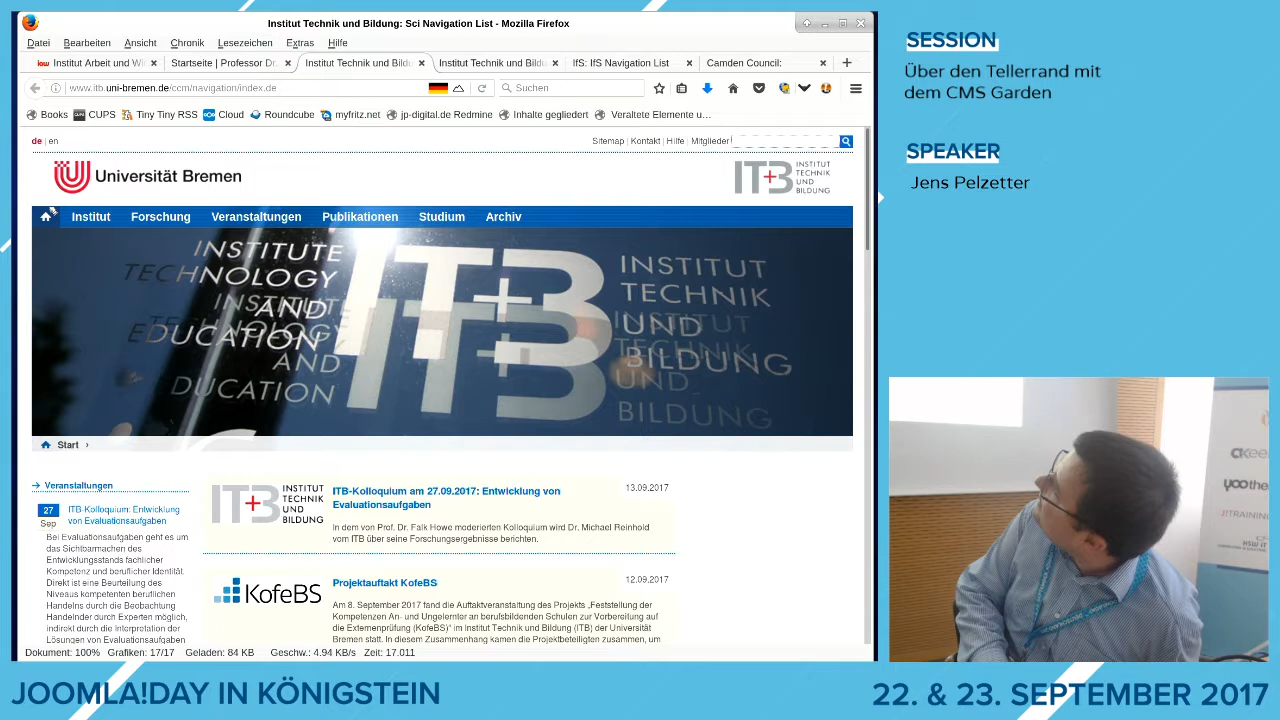 Institut Technik und Bildung: Sci Navigation List - Mozilla Firefox
Datei Bearbeiten Ansicht Chronik Lesezeichen Extras Hilfe
iaw Institut Arbeit und Wi
Startseite | Professor Dr.
Institut Technik und Bildu
Institut Technik und Bildun
IfS: IfS Navigation List
Camden Council:
www.itb.uni-bremen.de/ccm/navigation/index.de
Suchen
Books CUPS Tiny Tiny RSS Cloud Roundcube myfritz.net jp-digital.de Redmine Inhalte gegliedert Veraltete Elemente u…
de | en
Sitemap | Kontakt | Hilfe | Mitglieder
Universität Bremen
ITB
INSTITUT
TECHNIK
UND
BILDUNG
Institut Forschung Veranstaltungen Publikationen Studium Archiv
INSTITUTE
TECHNOLOGY
AND
EDUCATION
ITB
INSTITUT
TECHNIK
UND
BILDUNG
Start ›
Veranstaltungen
27
Sep
ITB-Kolloquium: Entwicklung
von Evaluationsaufgaben
Bei Evaluationsaufgaben geht es um
das Sichtbarmachen des
Entwicklungsstands fachlicher
Kompetenz und beruflicher Identität.
Direkt ist eine Beurteilung des
Niveaus kompetenten beruflichen
Handelns durch die Beobachtung
Handelnder durch Experten möglich,
indirekt durch die Interpretation der
Lösungen von Evaluationsaufgaben
ITB
INSTITUT
TECHNIK
UND
BILDUNG
ITB-Kolloquium am 27.09.2017: Entwicklung von
Evaluationsaufgaben
13.09.2017
In dem von Prof. Dr. Falk Howe moderierten Kolloquium wird Dr. Michael Reinhold
vom ITB über seine Forschungsergebnisse berichten.
KofeBS
Projektauftakt KofeBS
12.09.2017
Am 8. September 2017 fand die Auftaktveranstaltung des Projekts „Feststellung der
Kompetenzen An- und Ungelernter an berufsbildenden Schulen zur Vorbereitung auf
die Externenprüfung (KofeBS)“ im Institut Technik und Bildung (ITB) der Universität
Bremen statt. In diesem Zusammenhang kamen die Projektbeteiligten zusammen, um
Dokument: 100% Grafiken: 17/17 Geladen: 84 KB Geschw.: 4.94 KB/s Zeit: 17.011
SESSION
Über den Tellerrand mit
dem CMS Garden
SPEAKER
Jens Pelzetter
JOOMLA!DAY IN KÖNIGSTEIN
22. & 23. SEPTEMBER 2017